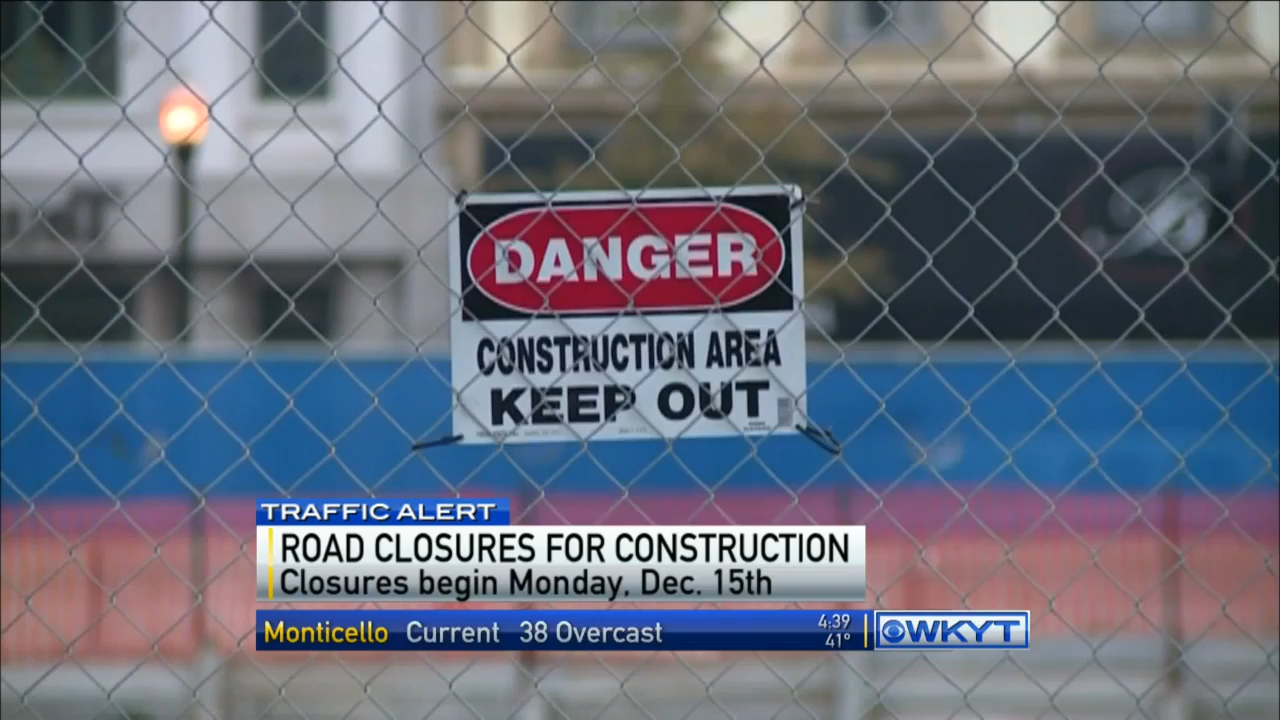 DANGER
CONSTRUCTION AREA
KEEP OUT
TRAFFIC ALERT
ROAD CLOSURES FOR CONSTRUCTION
Closures begin Monday, Dec. 15th
Monticello Current 38 Overcast
4:39
41°
WKYT